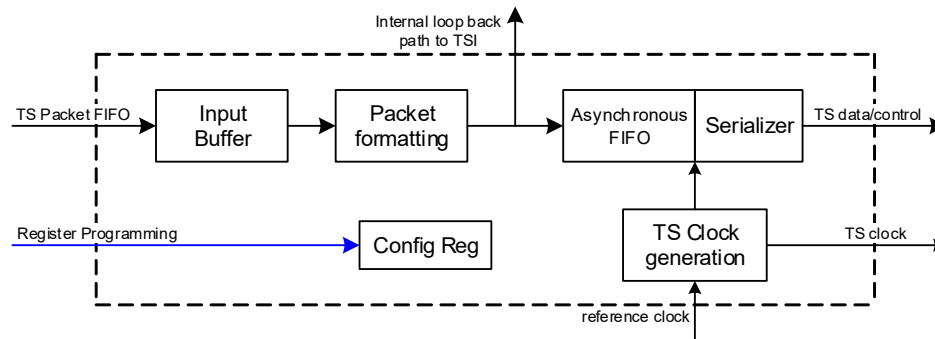 Internal loop back
path to TSI
TS Packet FIFO
Input
Buffer
Packet
formatting
Asynchronous
FIFO
Serializer
TS data/control
Register Programming
Config Reg
TS Clock
generation
TS clock
reference clock